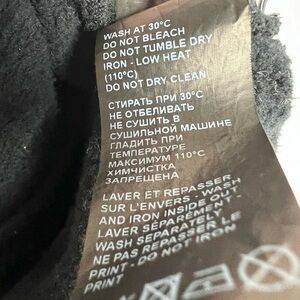 WASH AT 30°C
DO NOT BLEACH
DO NOT TUMBLE DRY
IRON - LOW HEAT
(110°C)
DO NOT DRY CLEAN
СТИРАТЬ ПРИ 30°C
НЕ ОТБЕЛИВАТЬ
НЕ СУШИТЬ В
СУШИЛЬНОЙ МАШИНЕ
ГЛАДИТЬ ПРИ
ТЕМПЕРАТУРЕ
МАКСИМУМ 110°C
ХИМЧИСТКА
ЗАПРЕЩЕНА
LAVER ET REPASSER
SUR L'ENVERS - WASH
AND IRON INSIDE OUT
LAVER SÉPARÉMENT -
WASH SEPARATELY
NE PAS REPASSER LE
PRINT - DO NOT IRON
PRINT